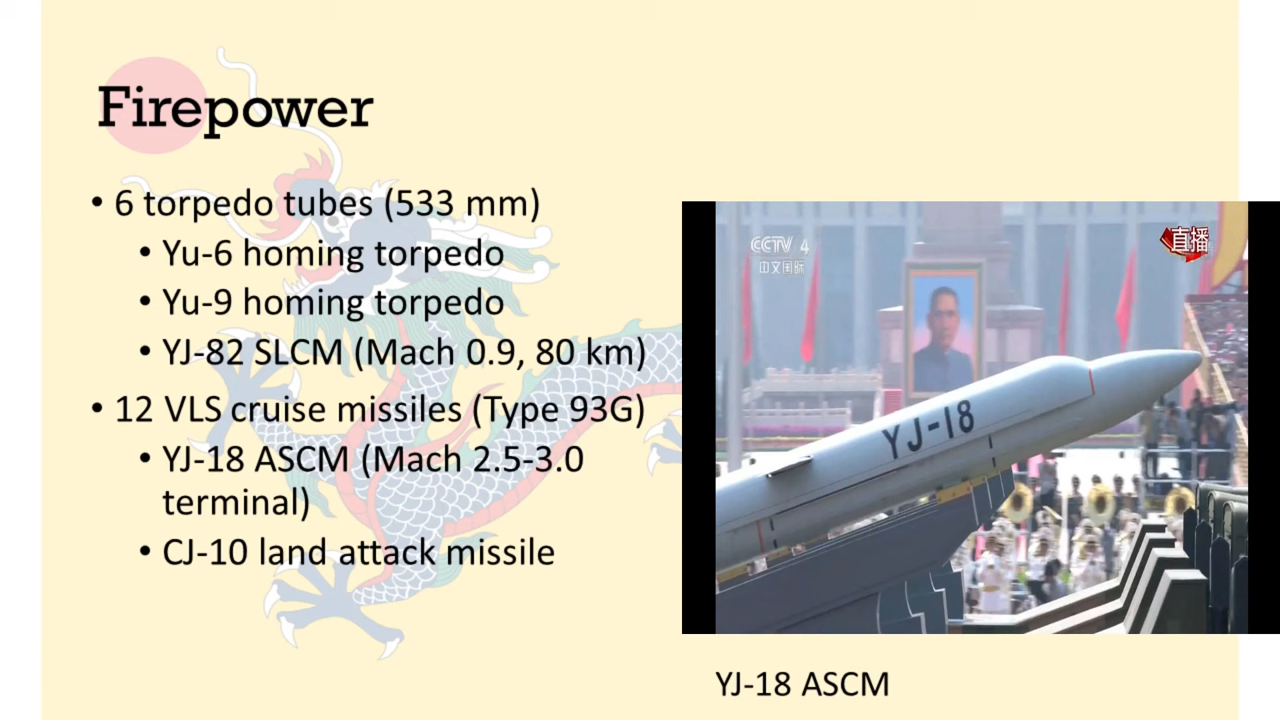 Firepower
• 6 torpedo tubes (533 mm)
• Yu-6 homing torpedo
• Yu-9 homing torpedo
• YJ-82 SLCM (Mach 0.9, 80 km)
• 12 VLS cruise missiles (Type 93G)
• YJ-18 ASCM (Mach 2.5-3.0
terminal)
• CJ-10 land attack missile
CCTV 4
中文国际
直播
YJ-18
YJ-18 ASCM